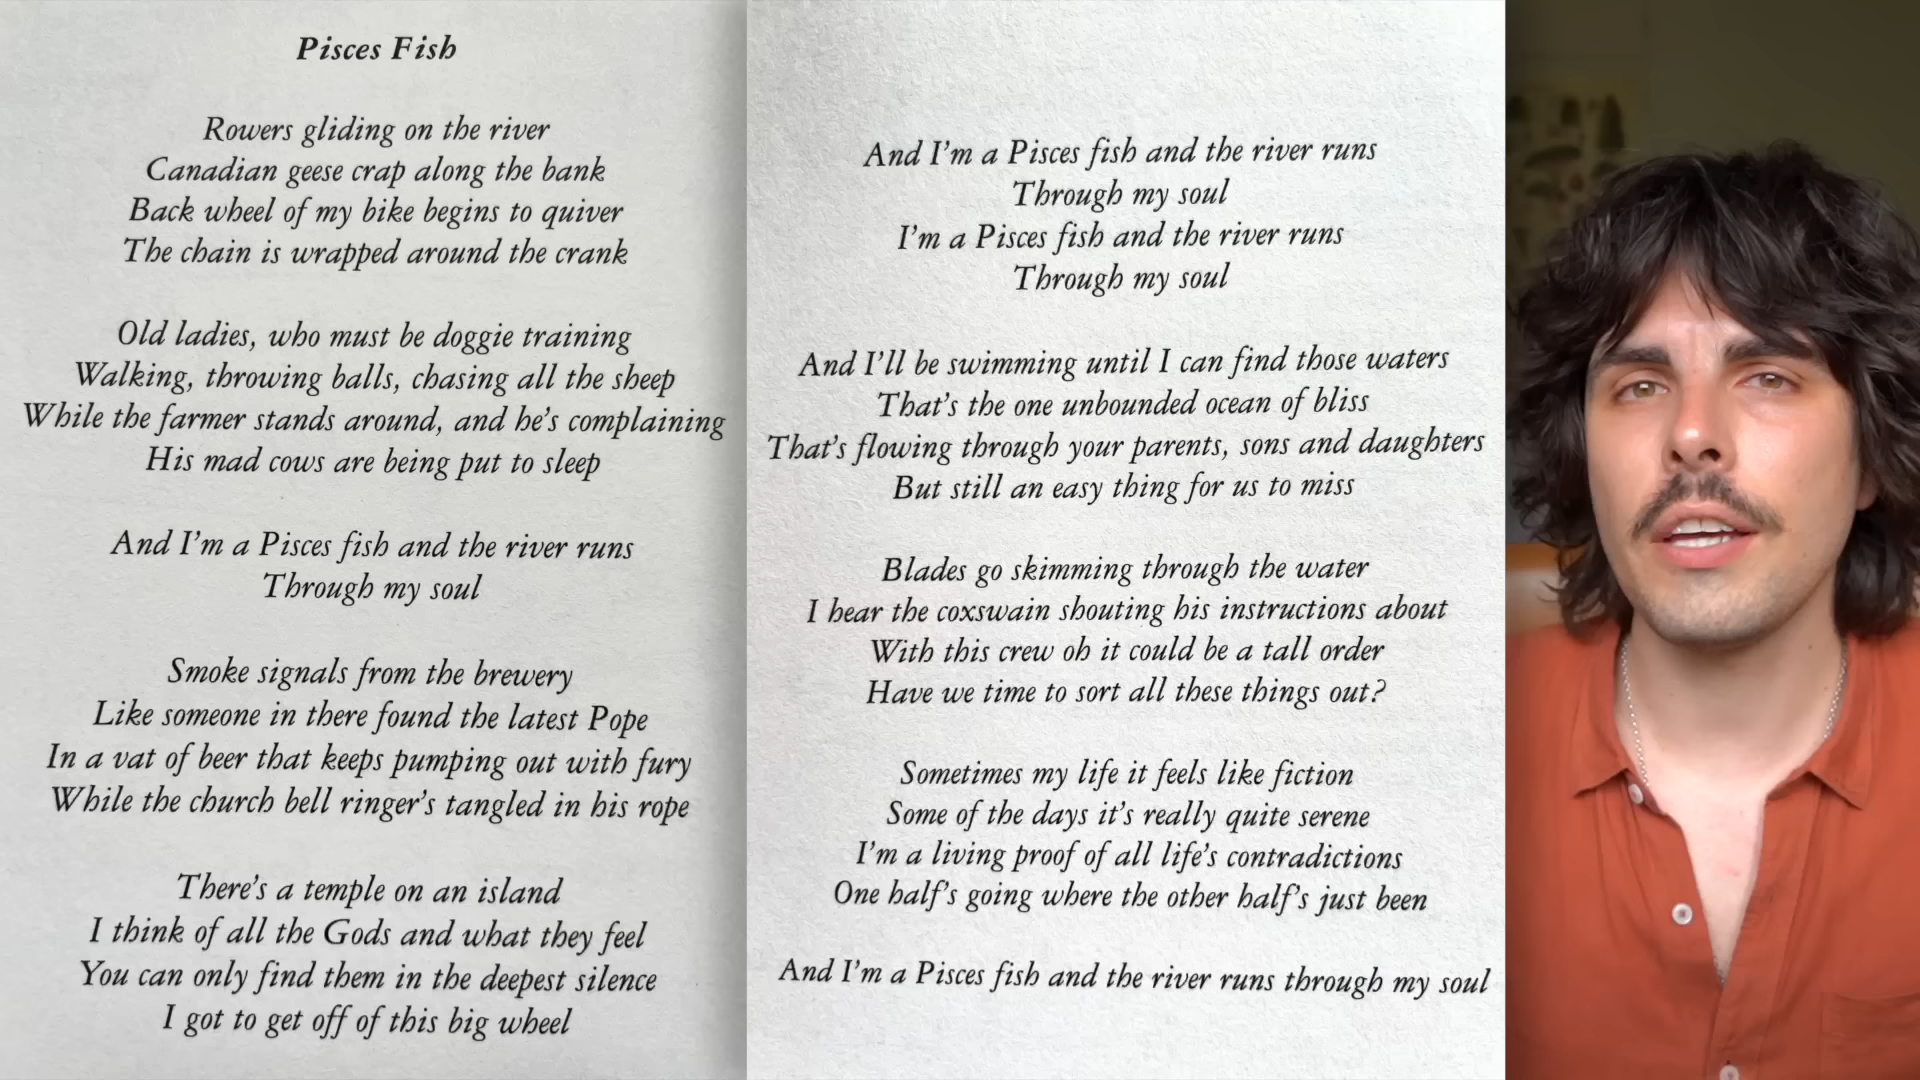 Pisces Fish
Rowers gliding on the river
Canadian geese crap along the bank
Back wheel of my bike begins to quiver
The chain is wrapped around the crank
Old ladies, who must be doggie training
Walking, throwing balls, chasing all the sheep
While the farmer stands around, and he's complaining
His mad cows are being put to sleep
And I'm a Pisces fish and the river runs
Through my soul
Smoke signals from the brewery
Like someone in there found the latest Pope
In a vat of beer that keeps pumping out with fury
While the church bell ringer's tangled in his rope
There's a temple on an island
I think of all the Gods and what they feel
You can only find them in the deepest silence
I got to get off of this big wheel
And I'm a Pisces fish and the river runs
Through my soul
I'm a Pisces fish and the river runs
Through my soul
And I'll be swimming until I can find those waters
That's the one unbounded ocean of bliss
That's flowing through your parents, sons and daughters
But still an easy thing for us to miss
Blades go skimming through the water
I hear the coxswain shouting his instructions about
With this crew oh it could be a tall order
Have we time to sort all these things out?
Sometimes my life it feels like fiction
Some of the days it's really quite serene
I'm a living proof of all life's contradictions
One half's going where the other half's just been
And I'm a Pisces fish and the river runs through my soul